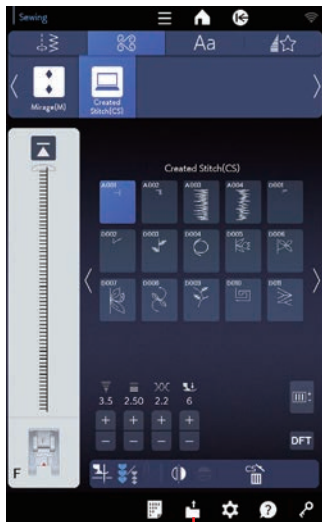 Sewing
Aa
Mirage(M)
Created
Stitch(CS)
Created Stitch(CS)
A001 A002 A003 A004 D001
D002 D003 D004 D005 D006
D007 D008 D009 D010
3.5 2.50 2.2 6
+ + + +
− − − −
DFT
F
CS
?